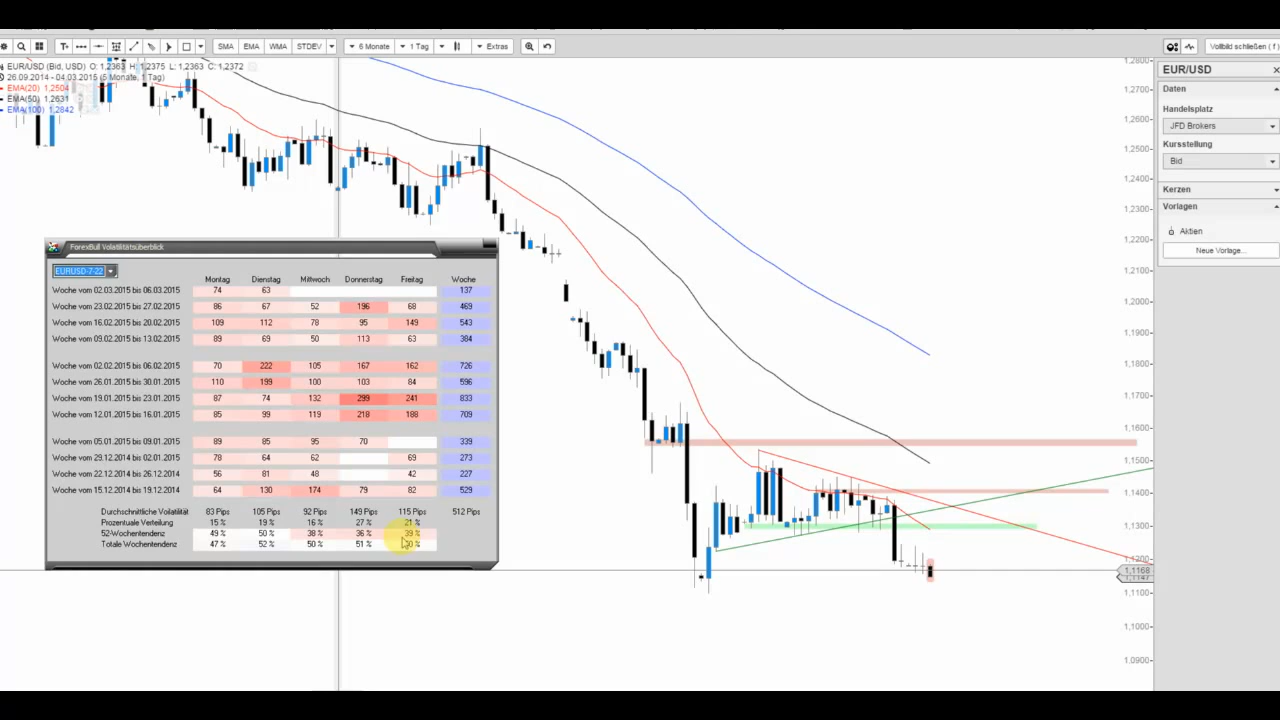 SMA EMA WMA STDEV 6 Monate 1 Tag Extras Vollbild schließen ( f )
EUR/USD (Bid, USD) O: 1,2363 H: 1,2375 L: 1,2363 C: 1,2372
26.09.2014 - 04.03.2015 (5 Monate, 1 Tag)
EMA(20) 1,2504
EMA(50) 1,2631
EMA(100) 1,2842
EUR/USD
Daten
Handelsplatz
JFD Brokers
Kursstellung
Bid
Kerzen
Vorlagen
Aktien
Neue Vorlage...
1,2800
1,2700
1,2600
1,2500
1,2400
1,2300
1,2200
1,2100
1,2000
1,1900
1,1800
1,1700
1,1600
1,1500
1,1400
1,1300
1,1200
1,1168
1,1147
1,1100
1,1000
1,0900
ForexBull Volatilitätsüberblick
EURUSD-7-22
Montag Dienstag Mittwoch Donnerstag Freitag Woche
Woche vom 02.03.2015 bis 06.03.2015 74 63 137
Woche vom 23.02.2015 bis 27.02.2015 86 67 52 196 68 469
Woche vom 16.02.2015 bis 20.02.2015 109 112 78 95 149 543
Woche vom 09.02.2015 bis 13.02.2015 89 69 50 113 63 384
Woche vom 02.02.2015 bis 06.02.2015 70 222 105 167 162 726
Woche vom 26.01.2015 bis 30.01.2015 110 199 100 103 84 596
Woche vom 19.01.2015 bis 23.01.2015 87 74 132 299 241 833
Woche vom 12.01.2015 bis 16.01.2015 85 99 119 218 188 709
Woche vom 05.01.2015 bis 09.01.2015 89 85 95 70 339
Woche vom 29.12.2014 bis 02.01.2015 78 64 62 69 273
Woche vom 22.12.2014 bis 26.12.2014 56 81 48 42 227
Woche vom 15.12.2014 bis 19.12.2014 64 130 174 79 82 529
Durchschnittliche Volatilität 83 Pips 105 Pips 92 Pips 149 Pips 115 Pips 512 Pips
Prozentuale Verteilung 15 % 19 % 16 % 27 % 21 %
52-Wochentendenz 49 % 50 % 38 % 36 % 39 %
Totale Wochentendenz 47 % 52 % 50 % 51 %